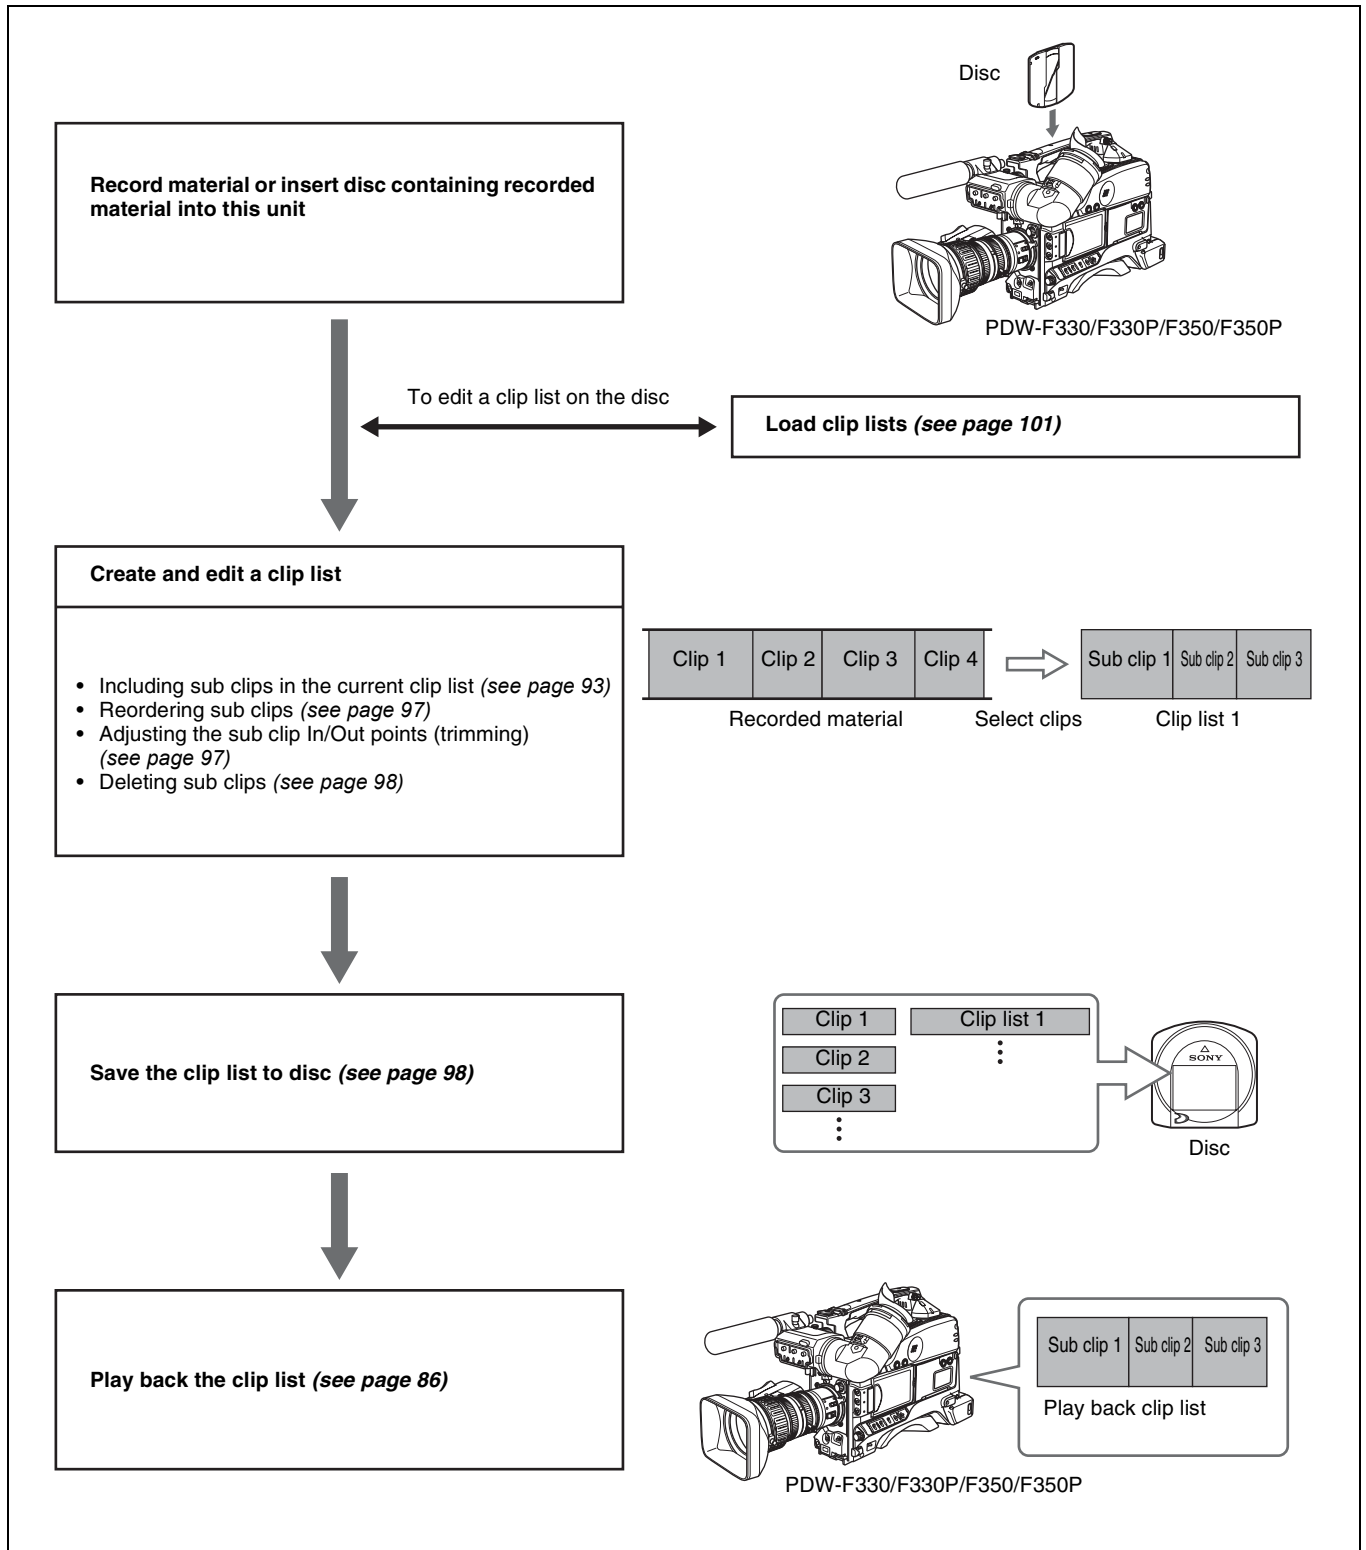 Disc
Record material or insert disc containing recorded
material into this unit
PDW-F330/F330P/F350/F350P
To edit a clip list on the disc
Load clip lists (see page 101)
Create and edit a clip list
• Including sub clips in the current clip list (see page 93)
• Reordering sub clips (see page 97)
• Adjusting the sub clip In/Out points (trimming)
(see page 97)
• Deleting sub clips (see page 98)
Clip 1 Clip 2 Clip 3 Clip 4
Sub clip 1 Sub clip 2 Sub clip 3
Recorded material
Select clips
Clip list 1
Save the clip list to disc (see page 98)
Clip 1
Clip 2
Clip 3
Clip list 1
SONY
Disc
Play back the clip list (see page 86)
Sub clip 1 Sub clip 2 Sub clip 3
Play back clip list
PDW-F330/F330P/F350/F350P